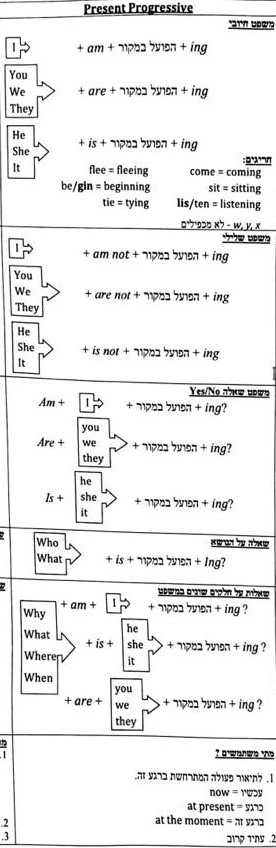 Present Progressive
משפט חיובי
I + am + הפועל במקור + ing
You
We + are + הפועל במקור + ing
They
He
She + is + הפועל במקור + ing
It
חריגים:
flee = fleeing come = coming
be/gin = beginning sit = sitting
tie = tying lis/ten = listening
w, y, x - לא מכפילים
משפט שלילי
I + am not + הפועל במקור + ing
You
We + are not + הפועל במקור + ing
They
He
She + is not + הפועל במקור + ing
It
משפט שאלה Yes/No
Am + I + הפועל במקור + ing?
you
Are + we + הפועל במקור + ing?
they
he
Is + she + הפועל במקור + ing?
it
שאלה על הנושא
Who
What + is + הפועל במקור + Ing?
שאלות על חלקים שונים במשפט
Why + am + I + הפועל במקור + ing ?
What
Where
When
he
+ is + she + הפועל במקור + ing ?
it
you
+ are + we + הפועל במקור + ing ?
they
מתי משתמשים ?
1. לתיאור פעולה המתרחשת ברגע זה.
עכשיו = now
כרגע = at present
ברגע זה = at the moment
2. עתיד קרוב
.1
.2
.3